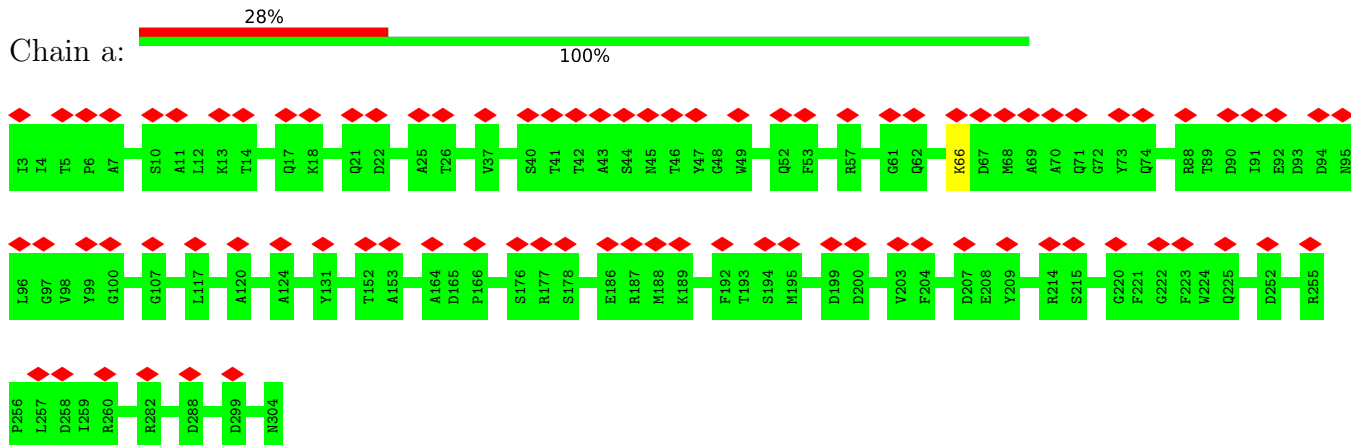 28%
Chain a:
100%
I3 I4 T5 P6 A7 S10 A11 L12 K13 T14 Q17 K18 Q21 D22 A25 T26 V37 S40 T41 T42 A43 S44 N45 T46 Y47 G48 W49 Q52 F53 R57 G61 Q62 K66 D67 M68 A69 A70 Q71 G72 Y73 Q74 R88 T89 D90 I91 E92 D93 D94 N95
L96 G97 V98 Y99 G100 G107 L117 A120 A124 Y131 T152 A153 A164 D165 P166 S176 R177 S178 E186 R187 M188 K189 F192 T193 S194 M195 D199 D200 V203 F204 D207 E208 Y209 R214 S215 G220 F221 G222 F223 W224 Q225 D252 R255
P256 L257 D258 I259 R260 R282 D288 D299 N304